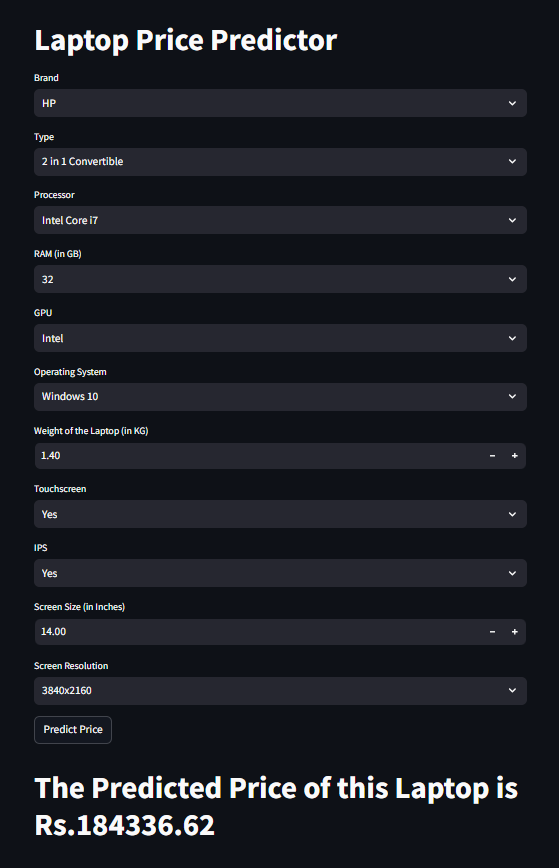 Laptop Price Predictor
Brand
HP
Type
2 in 1 Convertible
Processor
Intel Core i7
RAM (in GB)
32
GPU
Intel
Operating System
Windows 10
Weight of the Laptop (in KG)
1.40
Touchscreen
Yes
IPS
Yes
Screen Size (in Inches)
14.00
Screen Resolution
3840x2160
Predict Price
The Predicted Price of this Laptop is
Rs.184336.62